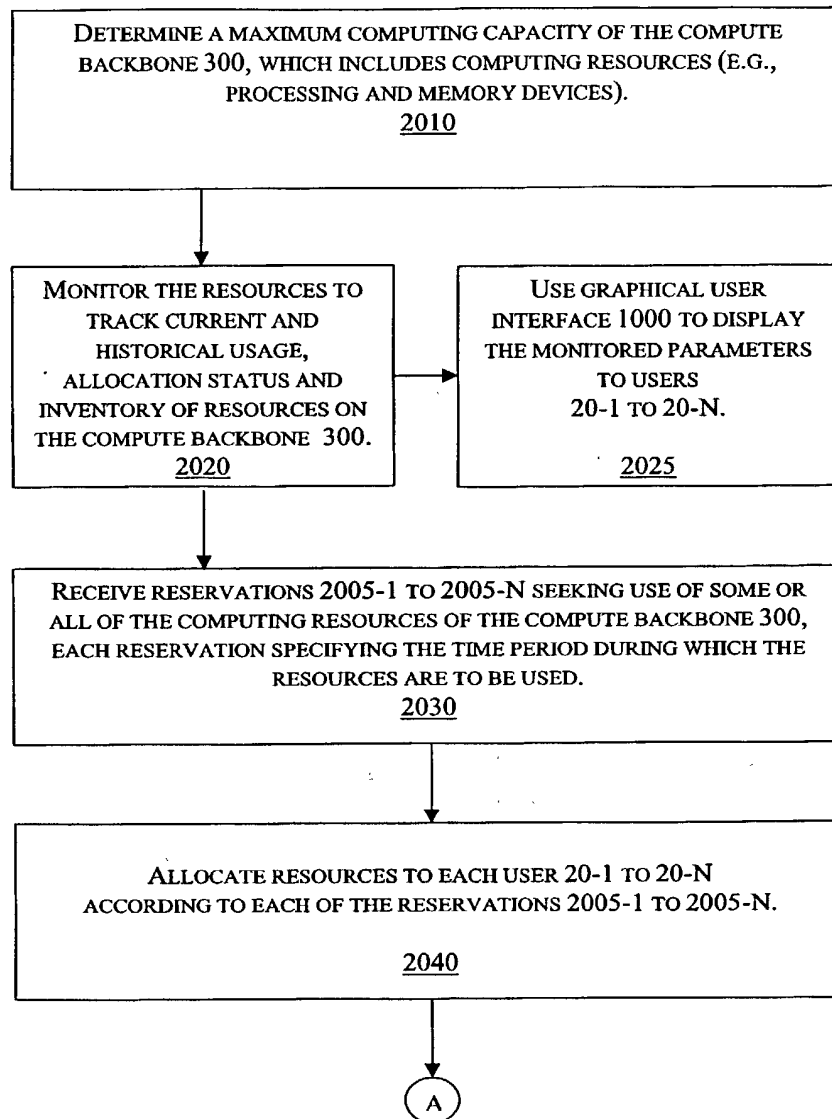 DETERMINE A MAXIMUM COMPUTING CAPACITY OF THE COMPUTE
BACKBONE 300, WHICH INCLUDES COMPUTING RESOURCES (E.G.,
PROCESSING AND MEMORY DEVICES).
2010
MONITOR THE RESOURCES TO
TRACK CURRENT AND
HISTORICAL USAGE,
ALLOCATION STATUS AND
INVENTORY OF RESOURCES ON
THE COMPUTE BACKBONE 300.
2020
USE GRAPHICAL USER
INTERFACE 1000 TO DISPLAY
THE MONITORED PARAMETERS
TO USERS
20-1 TO 20-N.
2025
RECEIVE RESERVATIONS 2005-1 TO 2005-N SEEKING USE OF SOME OR
ALL OF THE COMPUTING RESOURCES OF THE COMPUTE BACKBONE 300,
EACH RESERVATION SPECIFYING THE TIME PERIOD DURING WHICH THE
RESOURCES ARE TO BE USED.
2030
ALLOCATE RESOURCES TO EACH USER 20-1 TO 20-N
ACCORDING TO EACH OF THE RESERVATIONS 2005-1 TO 2005-N.
2040
A